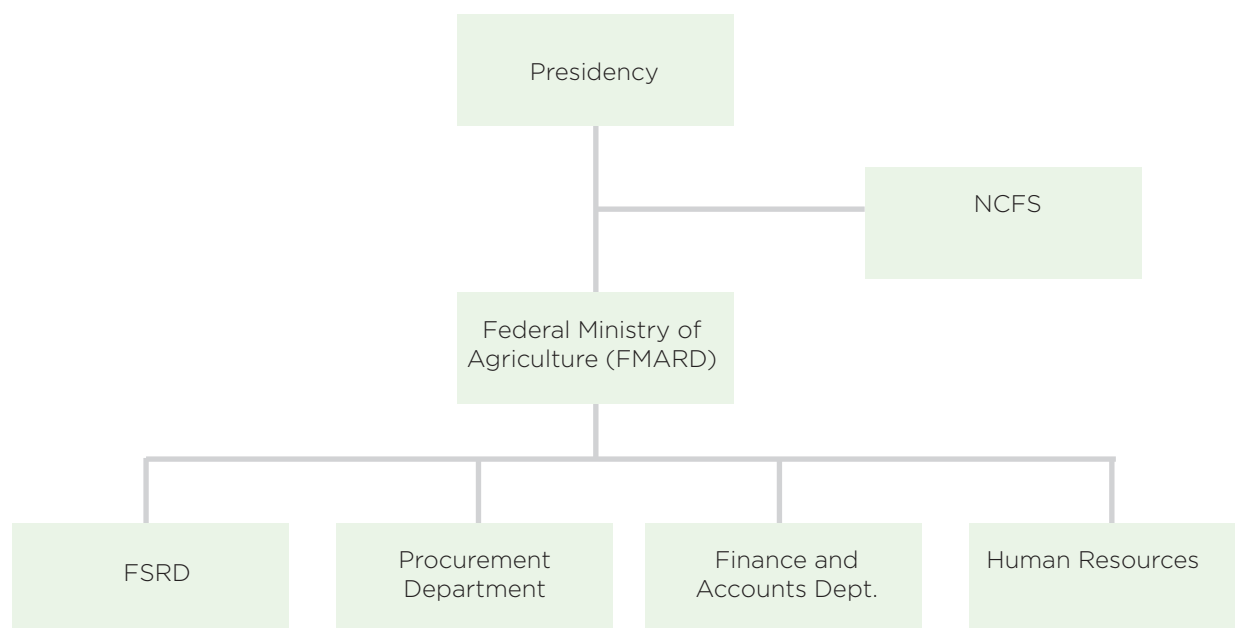 Presidency
NCFS
Federal Ministry of
Agriculture (FMARD)
FSRD
Procurement
Department
Finance and
Accounts Dept.
Human Resources